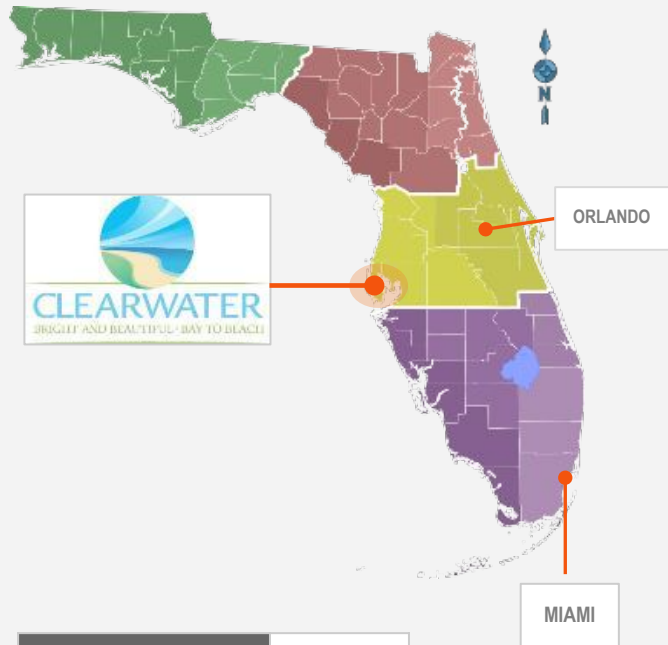 N
ORLANDO
CLEARWATER
BRIGHT AND BEAUTIFUL • BAY TO BEACH
MIAMI